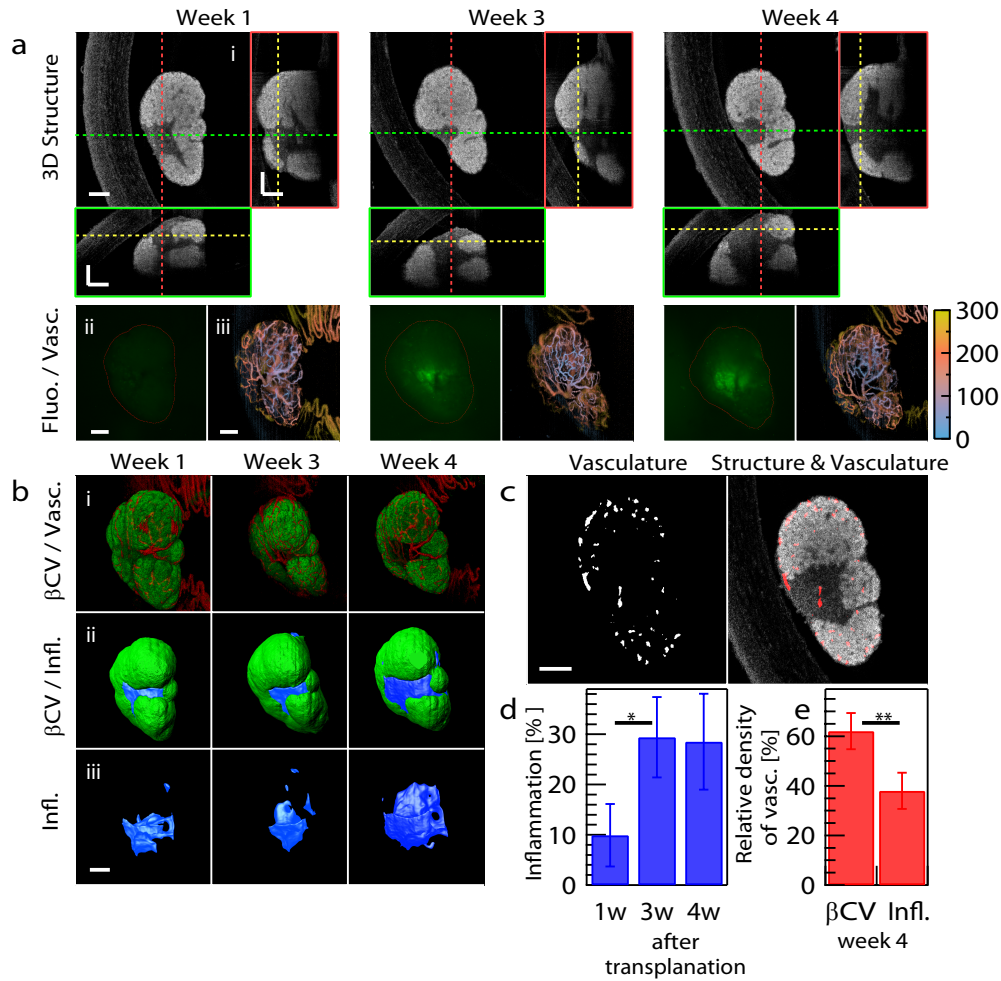 Week 1 Week 3 Week 4
a
3D Structure
i
Fluo. / Vasc.
ii iii
300
200
100
0
b
Week 1 Week 3 Week 4
βCV / Vasc.
i
βCV / Infl.
ii
Infl.
iii
c
Vasculature Structure & Vasculature
d
Inflammation [% ]
30
20
10
0
*
1w 3w 4w
after
transplanation
e
Relative density
of vasc. [%]
60
40
20
0
**
βCV Infl.
week 4